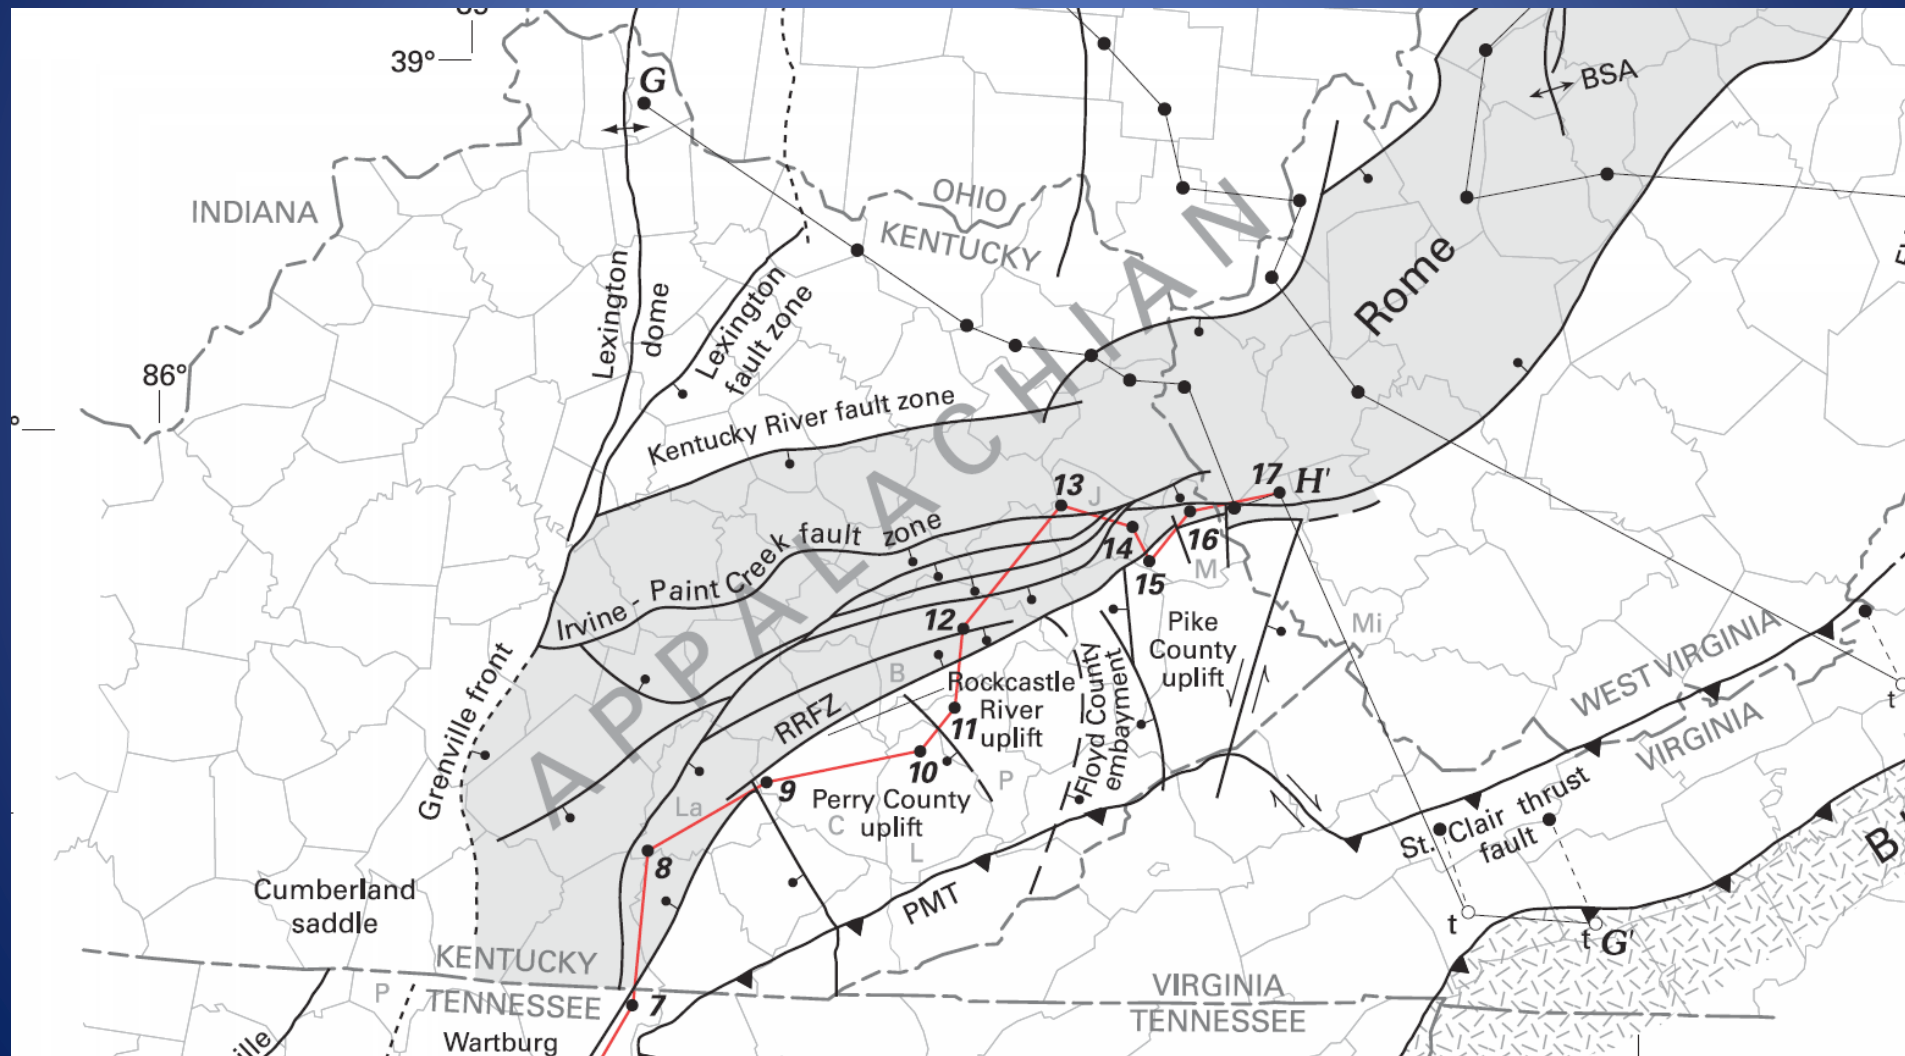 39°
G
BSA
INDIANA
OHIO
KENTUCKY
Rome
Lexington
dome
Lexington
fault zone
86°
Kentucky River fault zone
APPALACHIAN
13
J
17
H'
Irvine - Paint Creek fault zone
14
16
15
M
12
Pike
County
uplift
Mi
Grenville front
B
Rockcastle
River
uplift
Floyd County
embayment
WEST VIRGINIA
VIRGINIA
RRFZ
11
10
P
t
9
La
Perry County
uplift
C
L
8
St. Clair thrust
fault
Cumberland
saddle
PMT
t
t
G'
KENTUCKY
TENNESSEE
P
7
VIRGINIA
TENNESSEE
Wartburg